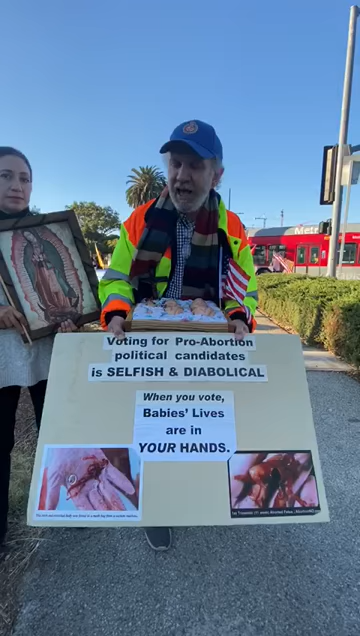 Metro
Voting for Pro-Abortion
political candidates
is SELFISH & DIABOLICAL
When you vote,
Babies' Lives
are in
YOUR HANDS.